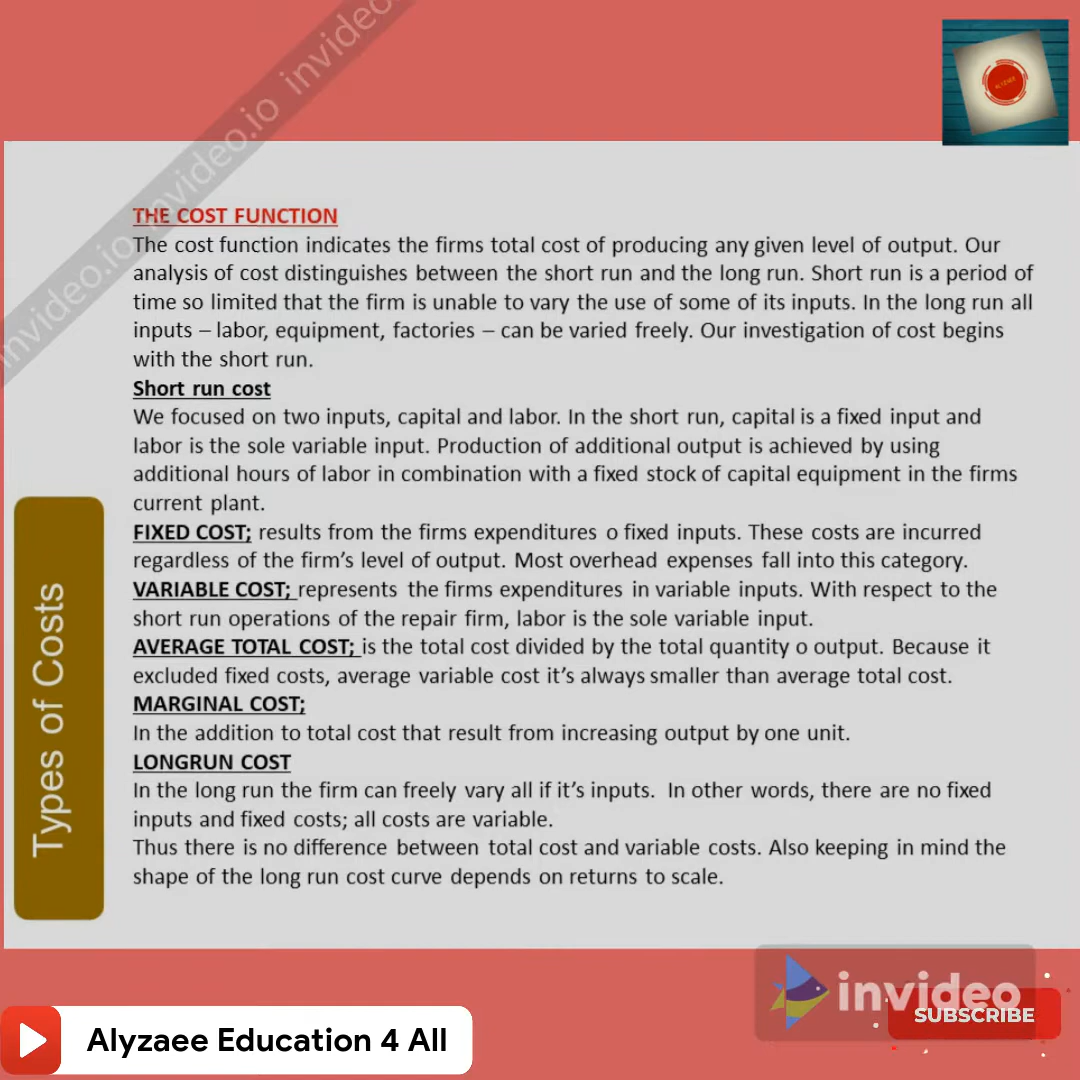 invideo.io invideo.io invideo
THE COST FUNCTION
The cost function indicates the firms total cost of producing any given level of output. Our
analysis of cost distinguishes between the short run and the long run. Short run is a period of
time so limited that the firm is unable to vary the use of some of its inputs. In the long run all
inputs – labor, equipment, factories – can be varied freely. Our investigation of cost begins
with the short run.
Short run cost
We focused on two inputs, capital and labor. In the short run, capital is a fixed input and
labor is the sole variable input. Production of additional output is achieved by using
additional hours of labor in combination with a fixed stock of capital equipment in the firms
current plant.
FIXED COST; results from the firms expenditures o fixed inputs. These costs are incurred
regardless of the firm's level of output. Most overhead expenses fall into this category.
VARIABLE COST; represents the firms expenditures in variable inputs. With respect to the
short run operations of the repair firm, labor is the sole variable input.
AVERAGE TOTAL COST; is the total cost divided by the total quantity o output. Because it
excluded fixed costs, average variable cost it's always smaller than average total cost.
MARGINAL COST;
In the addition to total cost that result from increasing output by one unit.
LONGRUN COST
In the long run the firm can freely vary all if it's inputs. In other words, there are no fixed
inputs and fixed costs; all costs are variable.
Thus there is no difference between total cost and variable costs. Also keeping in mind the
shape of the long run cost curve depends on returns to scale.
Types of Costs
invideo
SUBSCRIBE
Alyzaee Education 4 All